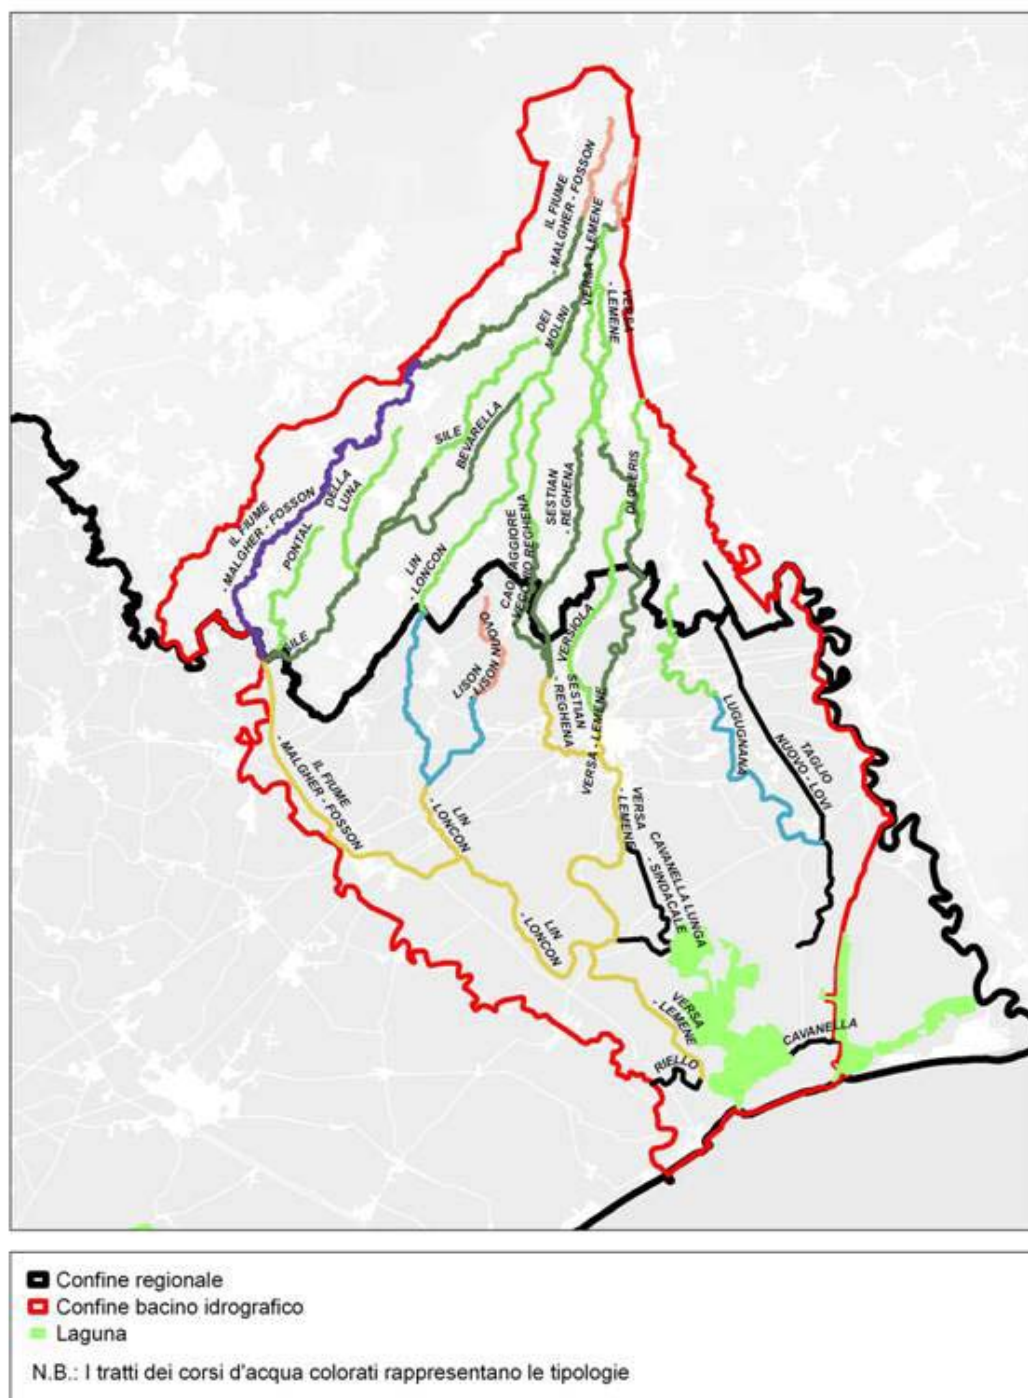 IL FIUME
- MALGHER - FOSSON
VERSA - LEMENE
VERSA
- LEMENE
DEI
MOLINI
SILE
BEVARELLA
DELLA
LUNA
IL FIUME
- MALGHER - FOSSON
PONTAL
SILE
LIN
- LONCON
CAOMAGGIORE
VECCHIO REGHENA
SESTIAN
- REGHENA
DI GLERIS
VERSIOLA
LISON
LISON NUOVO
SESTIAN
- REGHENA
VERSA - LEMENE
LUGUGNANA
TAGLIO
NUOVO - LOVI
IL FIUME
- MALGHER - FOSSON
LIN
- LONCON
VERSA
- LEMENE
CAVANELLA LUNGA
- SINDACALE
LIN
- LONCON
VERSA
- LEMENE
CAVANELLA
RIELLO
Confine regionale
Confine bacino idrografico
Laguna
N.B.: I tratti dei corsi d'acqua colorati rappresentano le tipologie